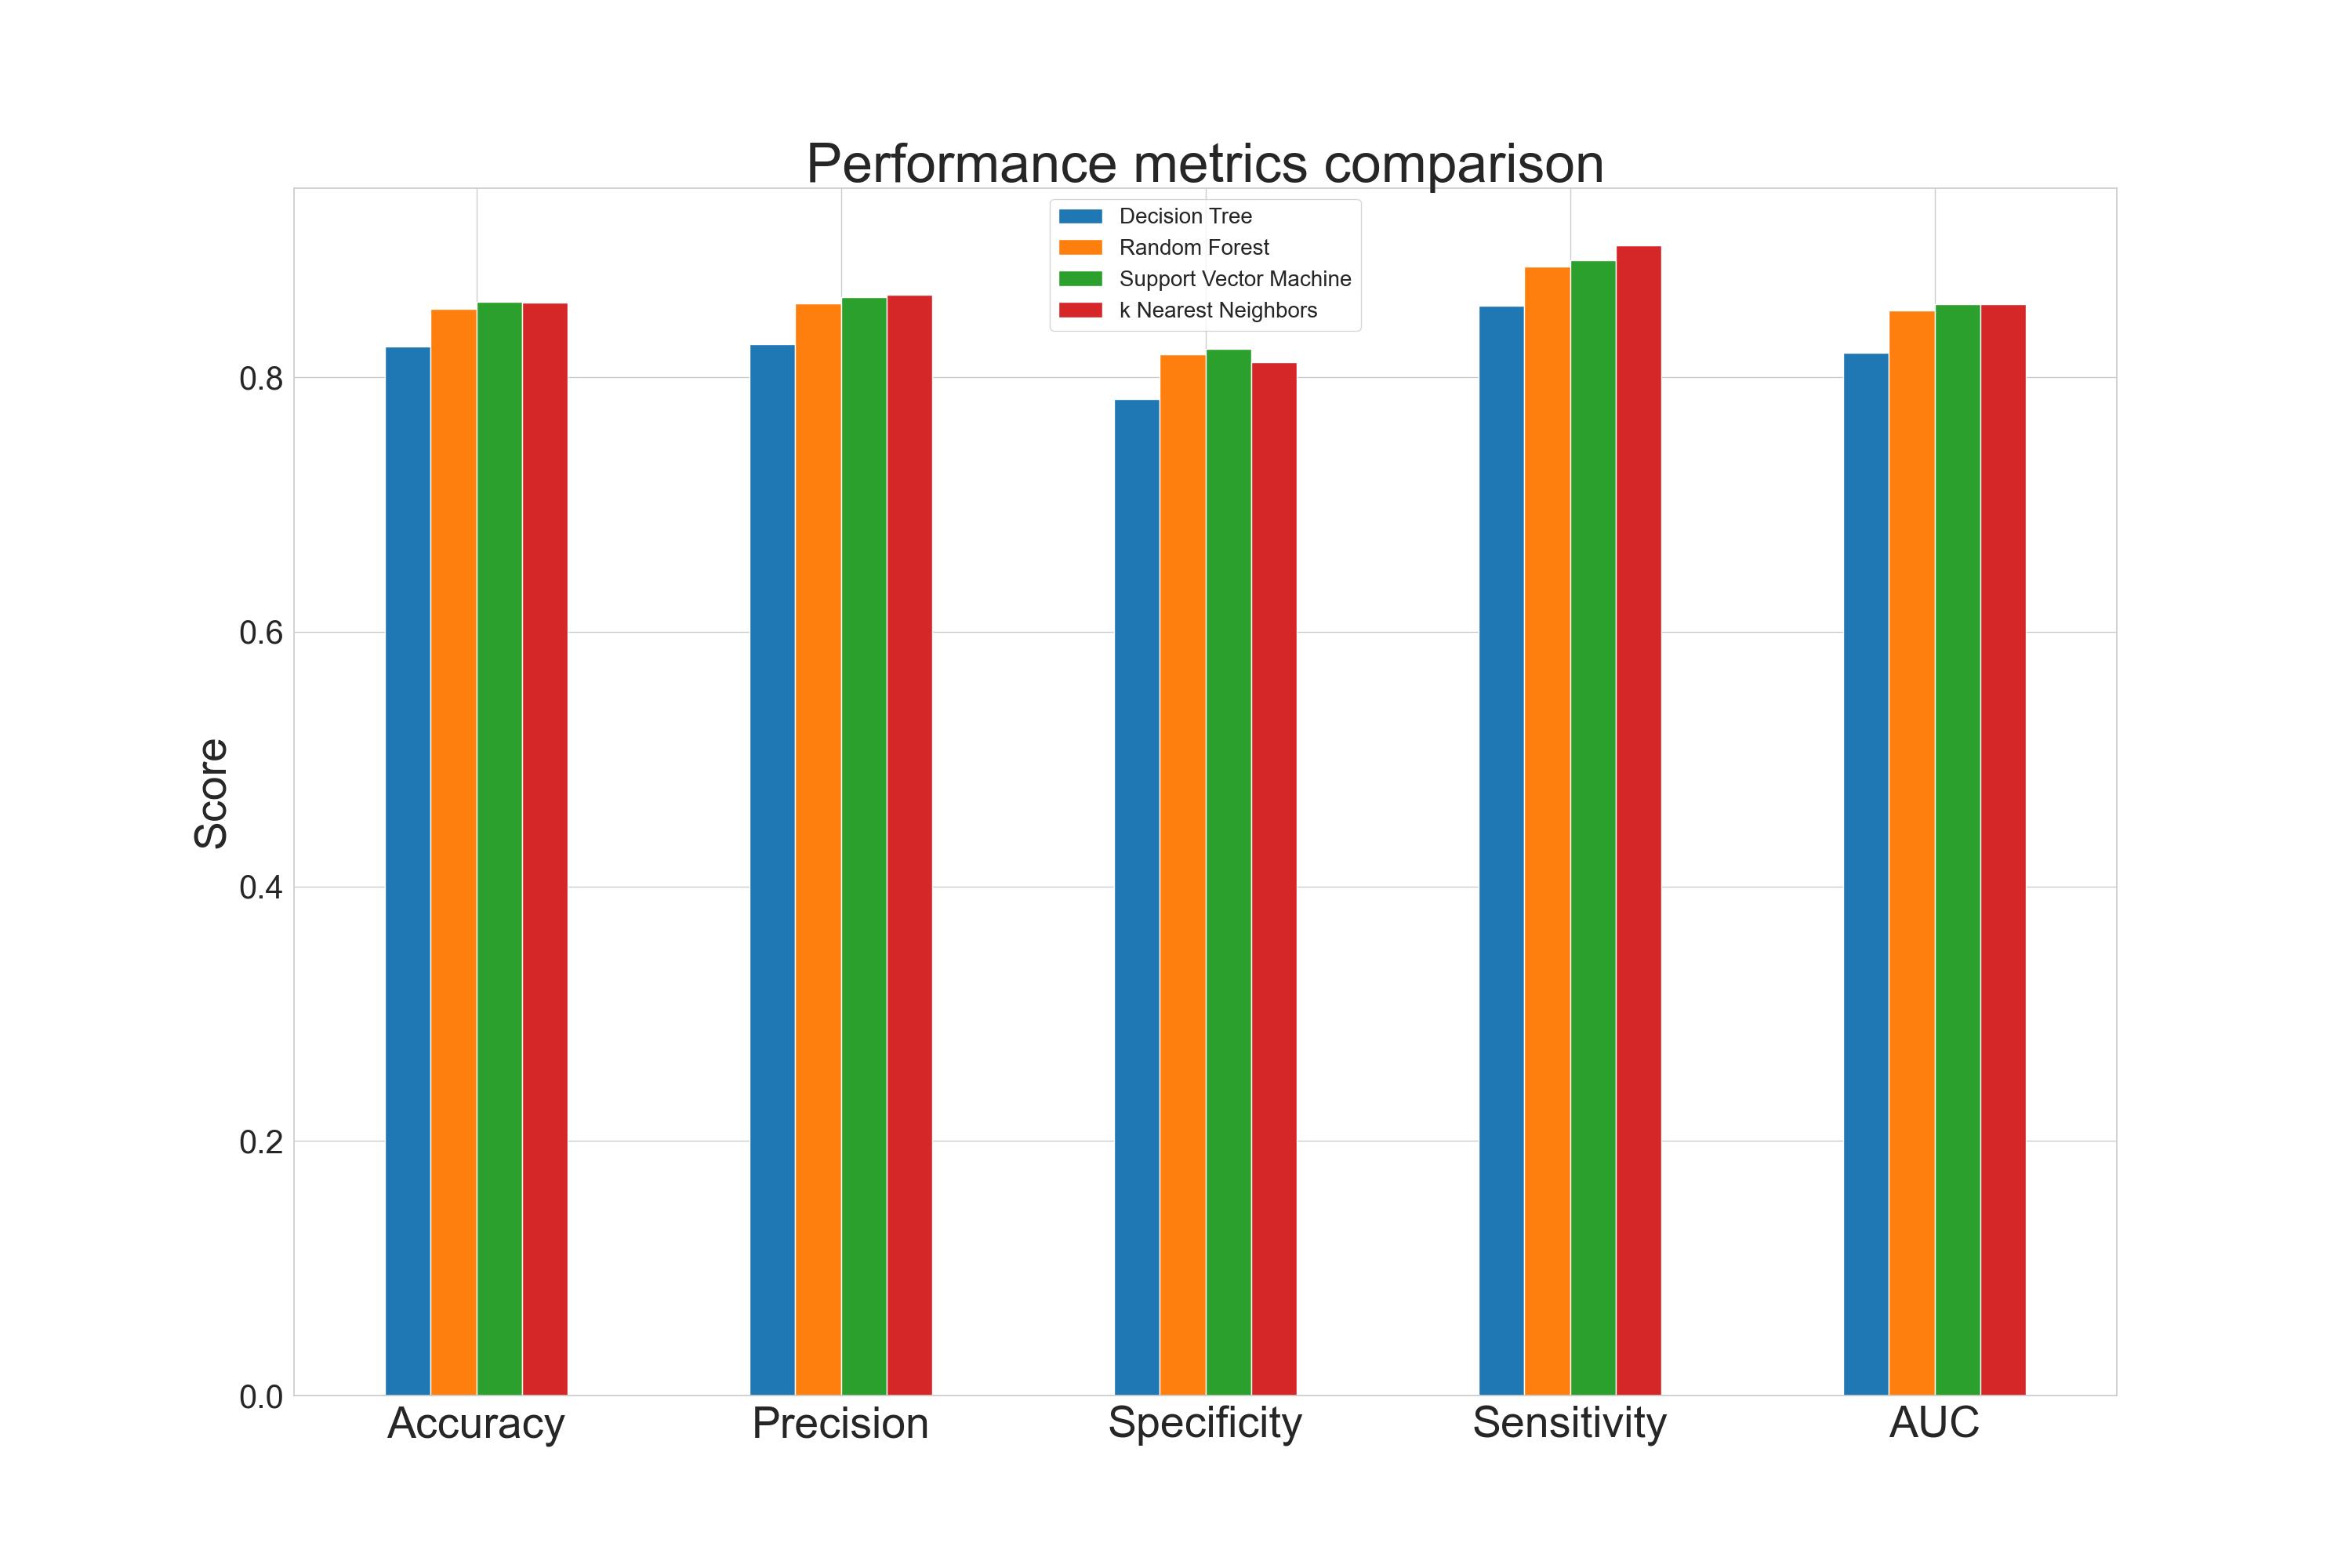 Performance metrics comparison
Decision Tree
Random Forest
Support Vector Machine
k Nearest Neighbors
Score
0.8
0.6
0.4
0.2
0.0
Accuracy
Precision
Specificity
Sensitivity
AUC